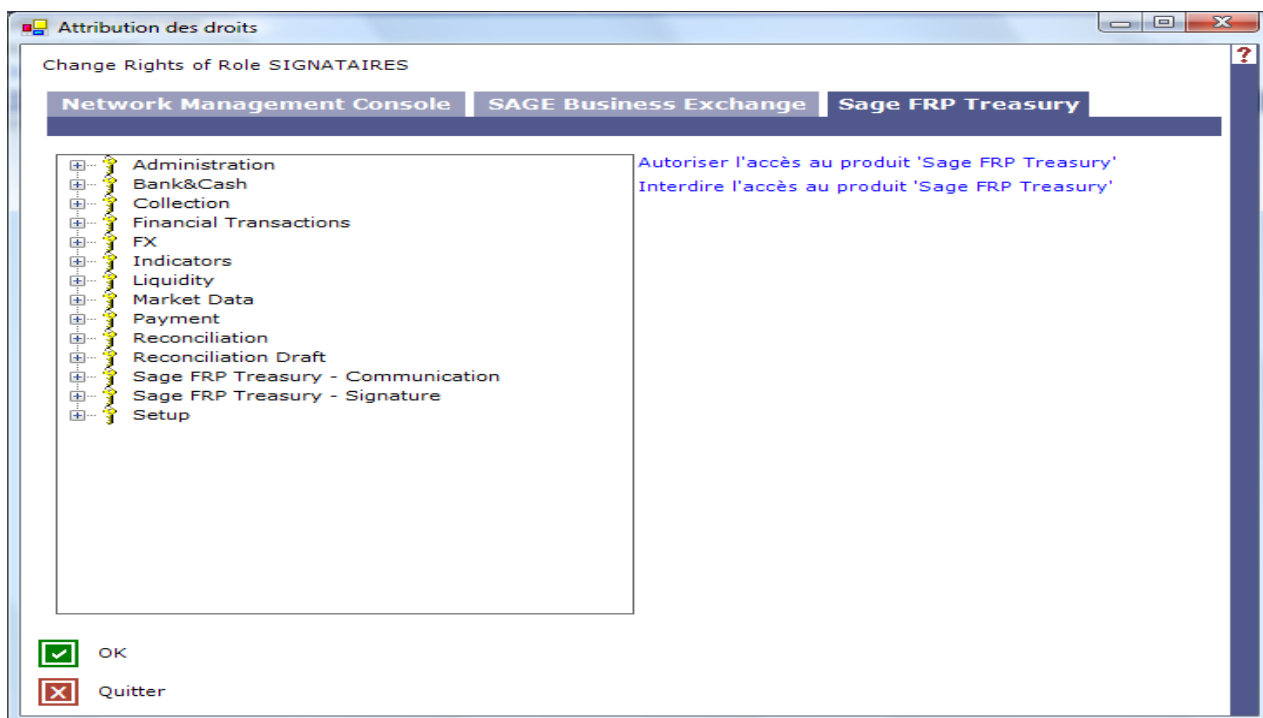 Attribution des droits
?
Change Rights of Role SIGNATAIRES
Network Management Console SAGE Business Exchange Sage FRP Treasury
Administration
Bank&Cash
Collection
Financial Transactions
FX
Indicators
Liquidity
Market Data
Payment
Reconciliation
Reconciliation Draft
Sage FRP Treasury - Communication
Sage FRP Treasury - Signature
Setup
Autoriser l'accès au produit 'Sage FRP Treasury'
Interdire l'accès au produit 'Sage FRP Treasury'
OK
Quitter